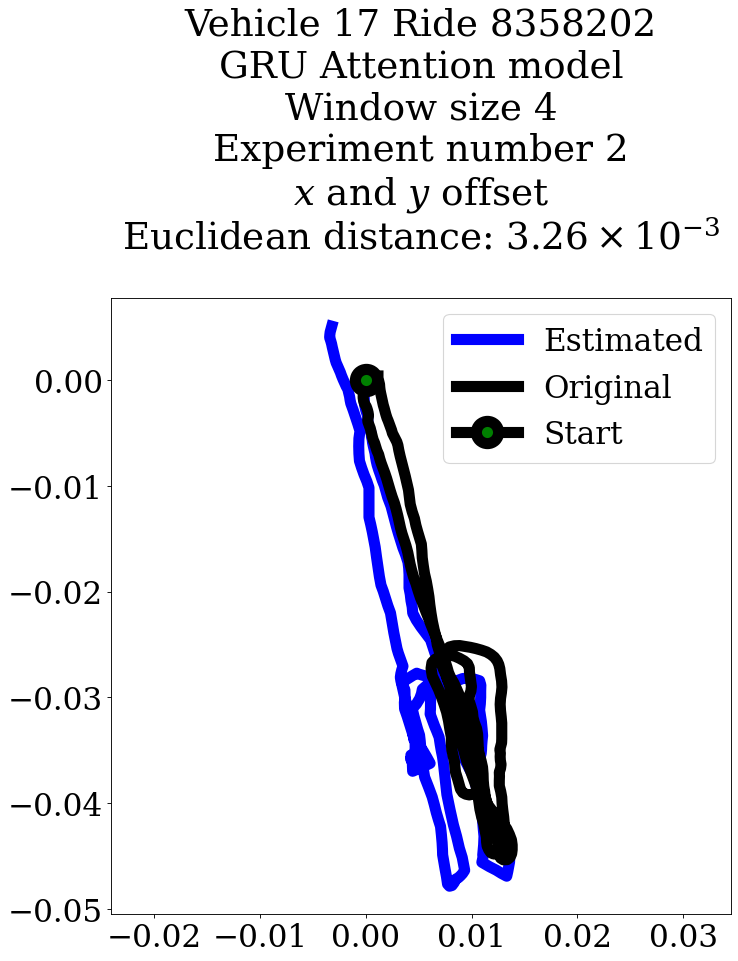 Vehicle 17 Ride 8358202
GRU Attention model
Window size 4
Experiment number 2
x and y offset
Euclidean distance: 3.26 × 10⁻³
Estimated
Original
Start
0.00
−0.01
−0.02
−0.03
−0.04
−0.05
−0.02 −0.01 0.00 0.01 0.02 0.03